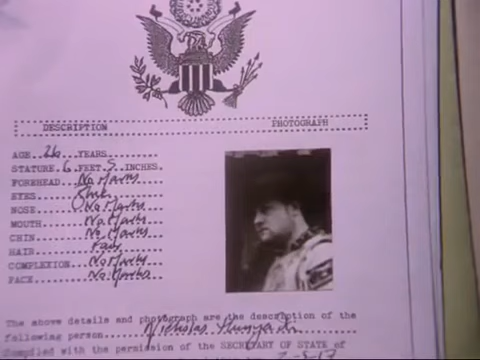 DESCRIPTION PHOTOGRAPH
AGE...26...YEARS
STATURE.6.FEET.5..INCHES.
FOREHEAD..No Marks
EYES
NOSE...No Marks
MOUTH...No Marks
CHIN...No Marks
HAIR...Fair
COMPLEXION...No Marks
FACE...No Marks
The above details and photograph are the description of the
following person...Nicholas
Compiled with the permission of the SECRETARY OF STATE of